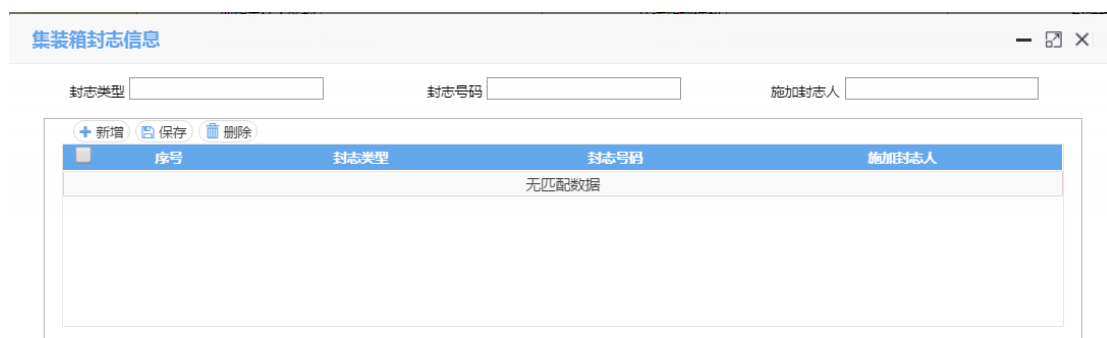 集装箱封志信息
封志类型 封志号码 施加封志人
新增 保存 删除
序号 封志类型 封志号码 施加封志人
无匹配数据